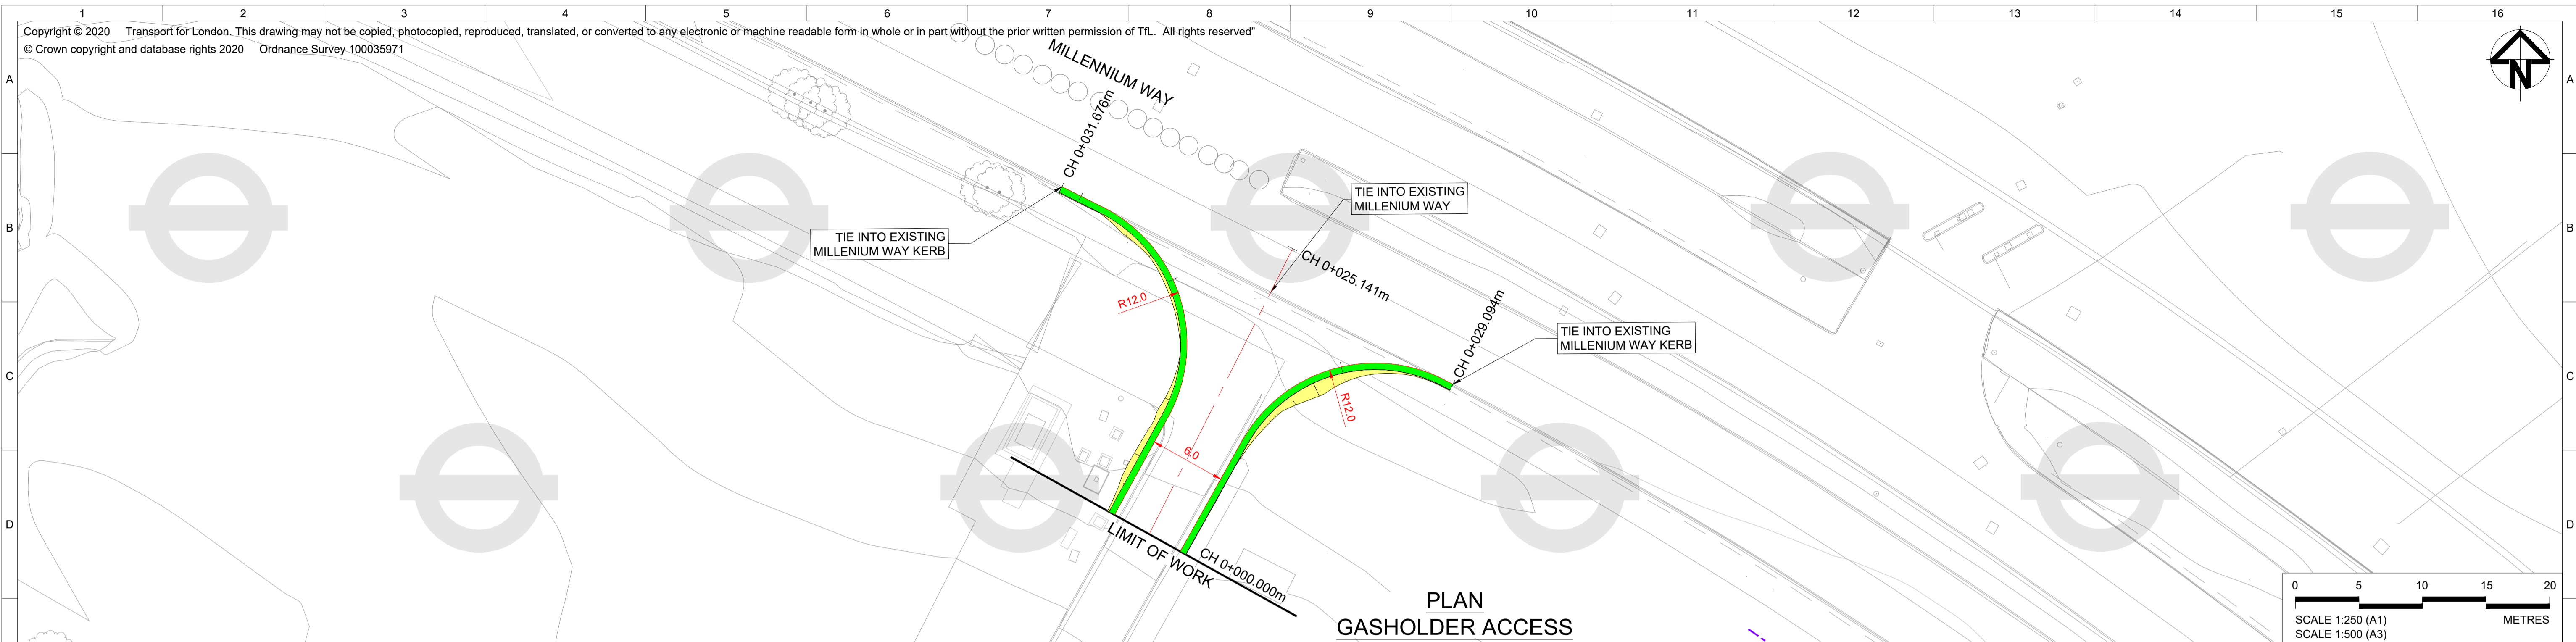 1 2 3 4 5 6 7 8 9 10 11 12 13 14 15 16
Copyright © 2020 Transport for London. This drawing may not be copied, photocopied, reproduced, translated, or converted to any electronic or machine readable form in whole or in part without the prior written permission of TfL. All rights reserved"
© Crown copyright and database rights 2020 Ordnance Survey 100035971
A
A
N
MILLENNIUM WAY
CH 0+031.676m
B
B
TIE INTO EXISTING
MILLENIUM WAY
TIE INTO EXISTING
MILLENIUM WAY KERB
CH 0+025.141m
R12.0
CH 0+029.094m
TIE INTO EXISTING
MILLENIUM WAY KERB
C
C
R12.0
6.0
D
D
LIMIT OF WORK
CH 0+000.000m
PLAN
GASHOLDER ACCESS
0 5 10 15 20
SCALE 1:250 (A1) METRES
SCALE 1:500 (A3)